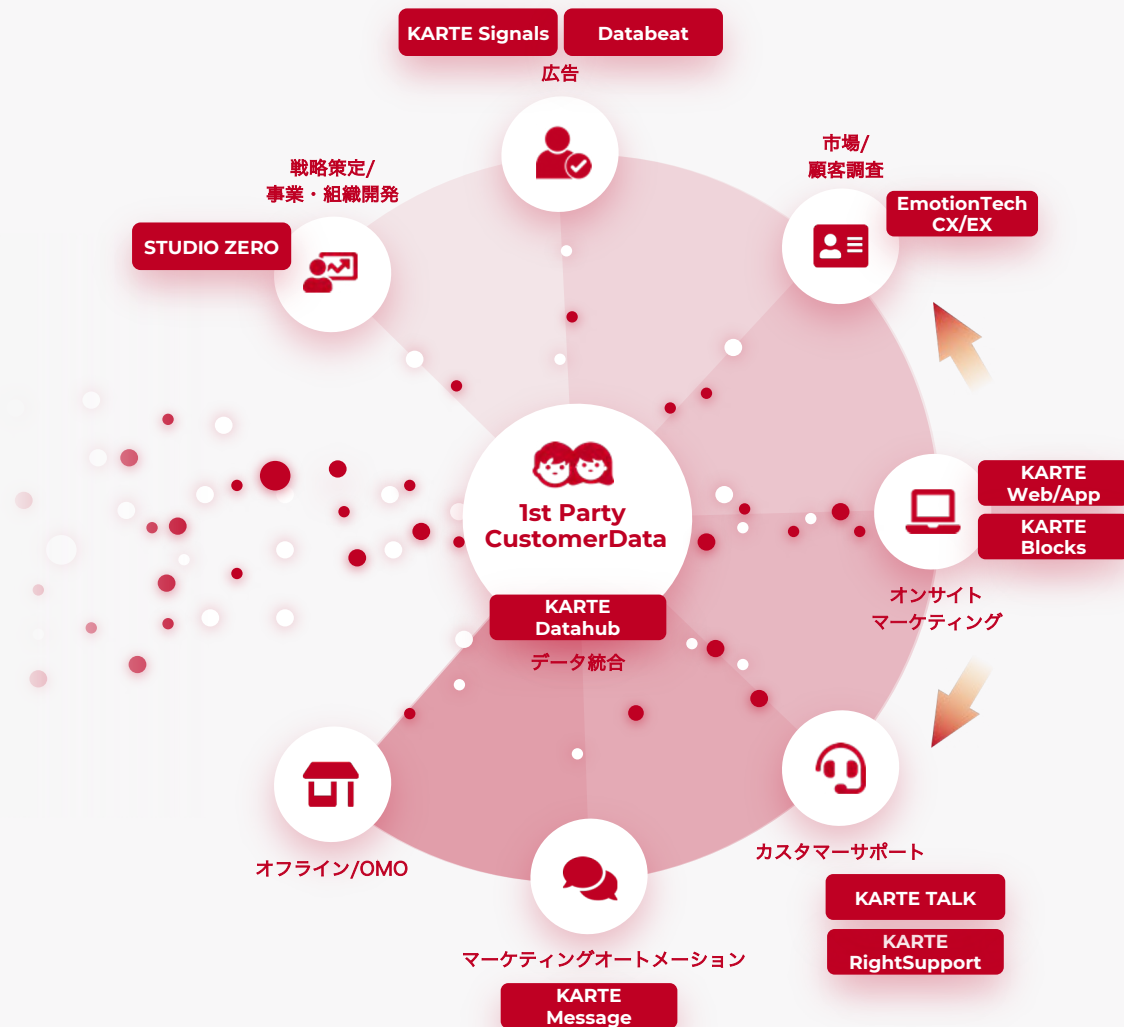 KARTE Signals
Databeat
広告
市場/
顧客調査
EmotionTech
CX/EX
戦略策定/
事業・組織開発
STUDIO ZERO
1st Party
CustomerData
KARTE
Datahub
データ統合
KARTE
Web/App
KARTE
Blocks
オンサイト
マーケティング
カスタマーサポート
KARTE TALK
KARTE
RightSupport
オフライン/OMO
マーケティングオートメーション
KARTE
Message